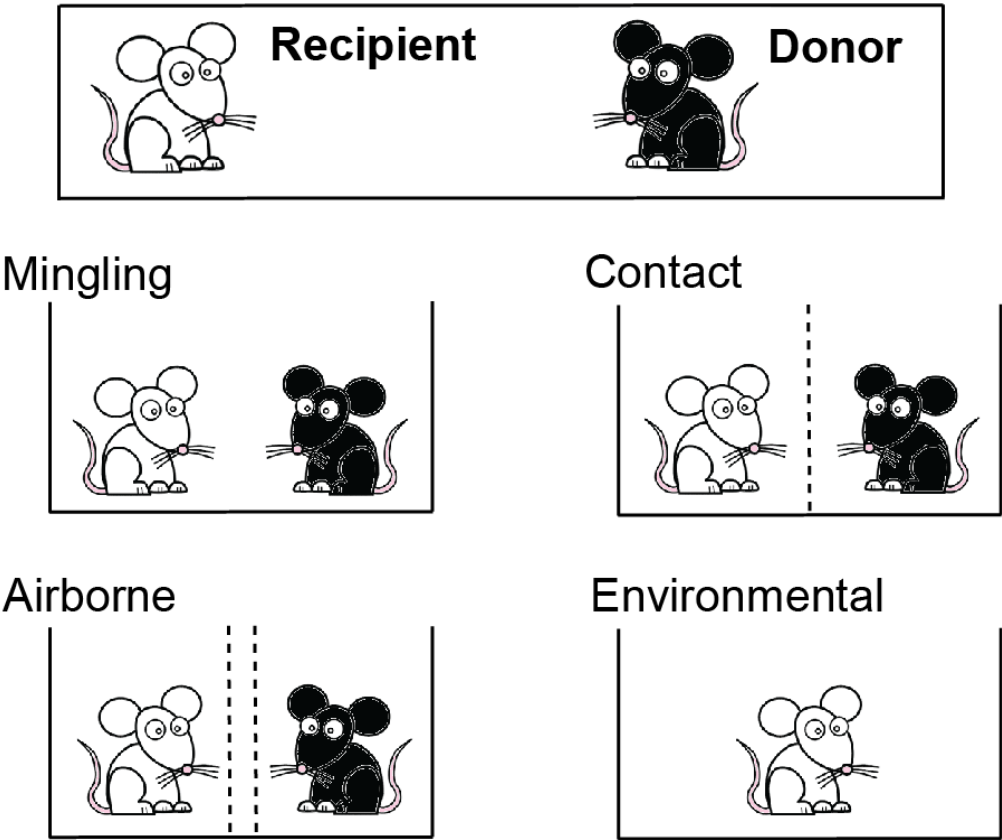 Recipient
Donor
Mingling
Contact
Airborne
Environmental